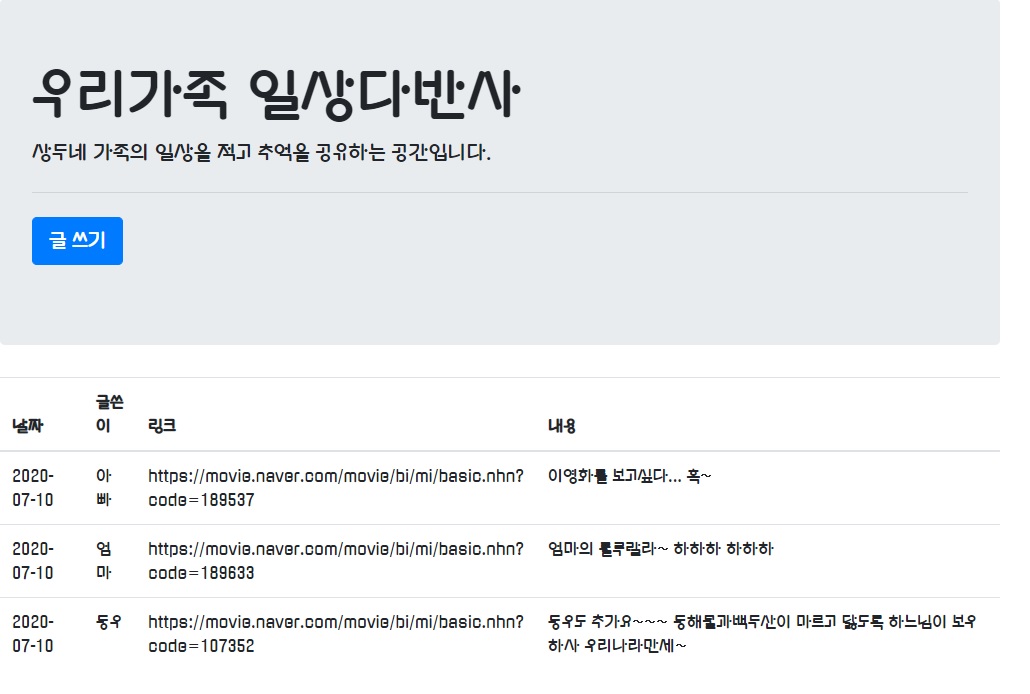 우리가족 일상다반사
상두네 가족의 일상을 적고 추억을 공유하는 공간입니다.
글 쓰기
날짜 글쓴이 링크 내용
2020-07-10 아빠 https://movie.naver.com/movie/bi/mi/basic.nhn?code=189537 이영화를 보고싶다... 흑~
2020-07-10 엄마 https://movie.naver.com/movie/bi/mi/basic.nhn?code=189633 엄마의 룰루랄라~ 하하하 하하하
2020-07-10 동우 https://movie.naver.com/movie/bi/mi/basic.nhn?code=107352 동우도 추가요~~~ 동해물과백두산이 마르고 닳도록 하느님이 보우하사 우리나라만세~